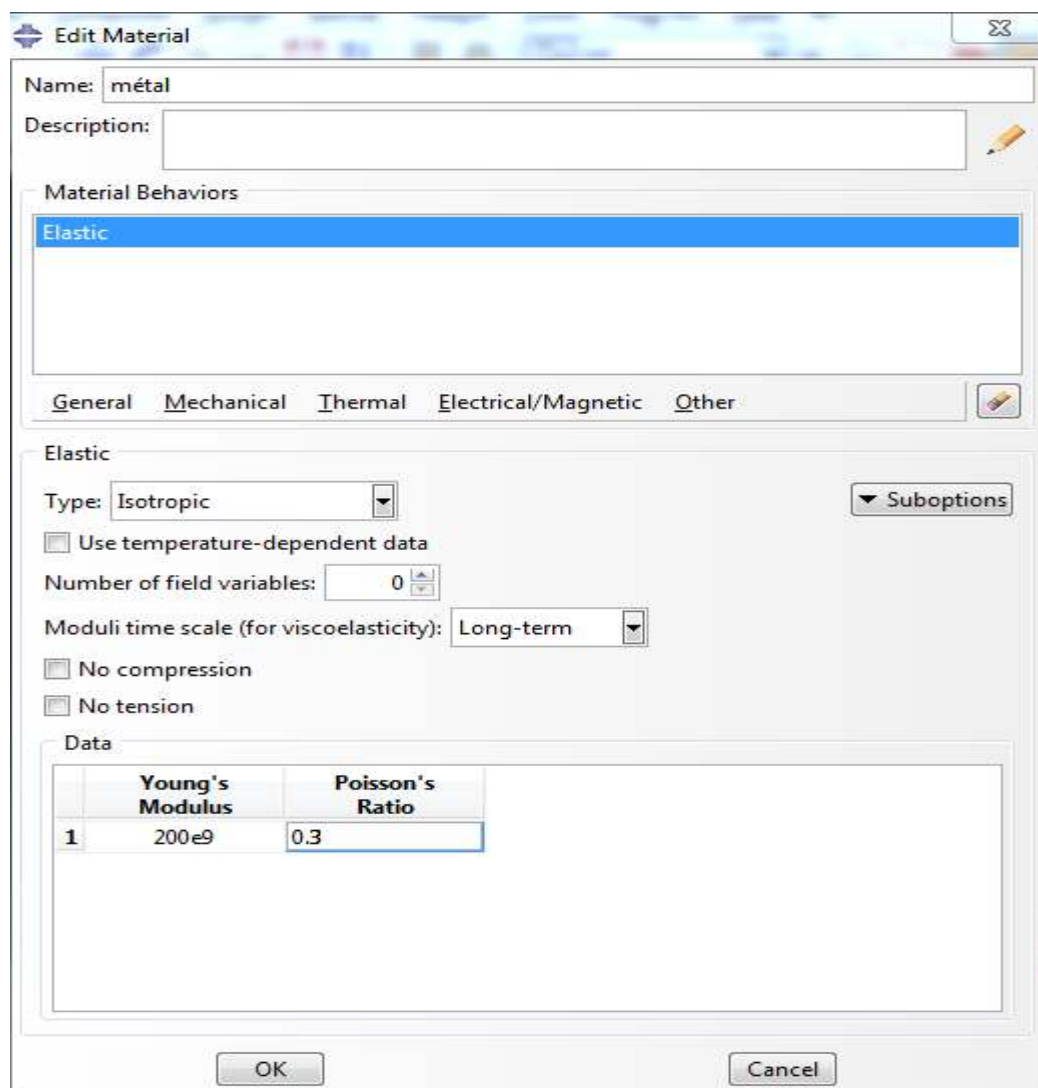 Edit Material
Name: métal
Description:
Material Behaviors
Elastic
General Mechanical Thermal Electrical/Magnetic Other
Elastic
Type: Isotropic Suboptions
Use temperature-dependent data
Number of field variables: 0
Moduli time scale (for viscoelasticity): Long-term
No compression
No tension
Data
Young's Poisson's
Modulus Ratio
1 200e9 0.3
OK Cancel